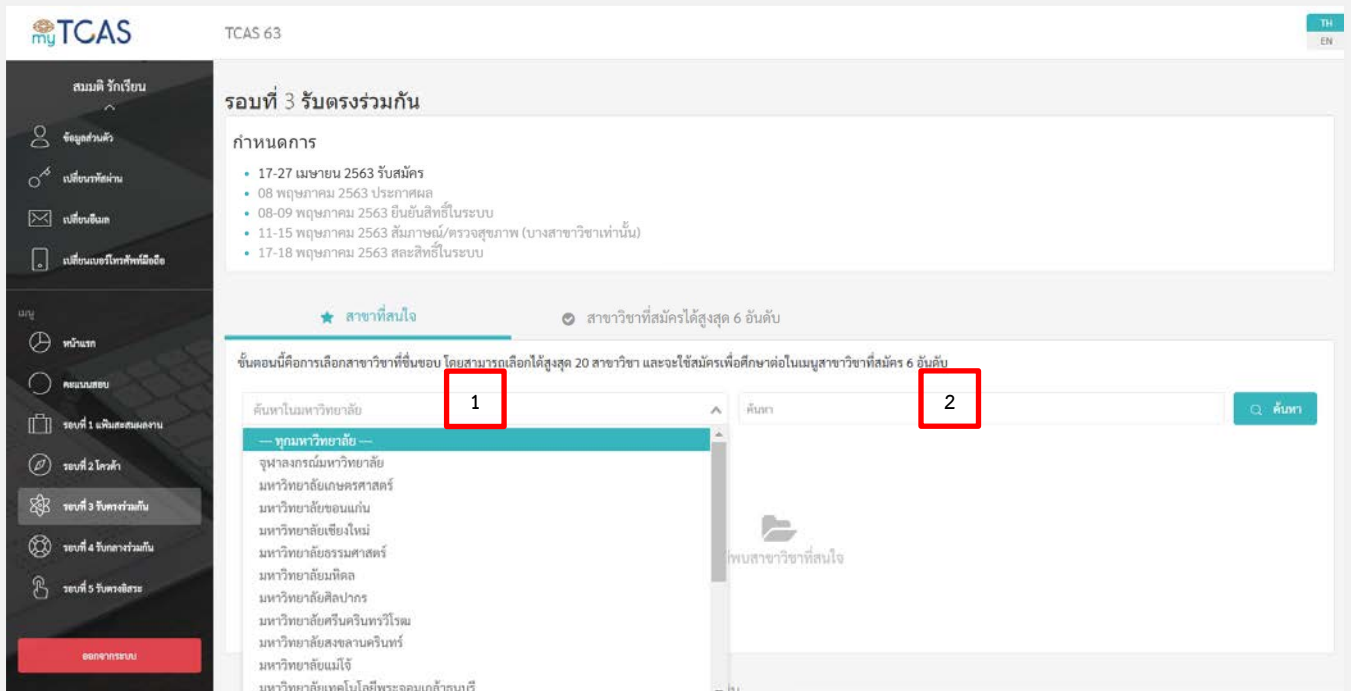 myTCAS
TCAS 63
TH
EN
สมมติ รักเรียน
ข้อมูลส่วนตัว
เปลี่ยนรหัสผ่าน
เปลี่ยนอีเมล
เปลี่ยนเบอร์โทรศัพท์มือถือ
เมนู
หน้าแรก
คะแนนสอบ
รอบที่ 1 แฟ้มสะสมผลงาน
รอบที่ 2 โควต้า
รอบที่ 3 รับตรงร่วมกัน
รอบที่ 4 รับกลางร่วมกัน
รอบที่ 5 รับตรงอิสระ
ออกจากระบบ
รอบที่ 3 รับตรงร่วมกัน
กำหนดการ
17-27 เมษายน 2563 รับสมัคร
08 พฤษภาคม 2563 ประกาศผล
08-09 พฤษภาคม 2563 ยืนยันสิทธิ์ในระบบ
11-15 พฤษภาคม 2563 สัมภาษณ์/ตรวจสุขภาพ (บางสาขาวิชาเท่านั้น)
17-18 พฤษภาคม 2563 สละสิทธิ์ในระบบ
สาขาที่สนใจ
สาขาวิชาที่สมัครได้สูงสุด 6 อันดับ
ขั้นตอนนี้คือการเลือกสาขาวิชาที่ชื่นชอบ โดยสามารถเลือกได้สูงสุด 20 สาขาวิชา และจะใช้สมัครเพื่อศึกษาต่อในเมนูสาขาวิชาที่สมัคร 6 อันดับ
ค้นหาในมหาวิทยาลัย 1 ค้นหา 2 ค้นหา
--- ทุกมหาวิทยาลัย ---
จุฬาลงกรณ์มหาวิทยาลัย
มหาวิทยาลัยเกษตรศาสตร์
มหาวิทยาลัยขอนแก่น
มหาวิทยาลัยเชียงใหม่
มหาวิทยาลัยธรรมศาสตร์
มหาวิทยาลัยมหิดล
มหาวิทยาลัยศิลปากร
มหาวิทยาลัยศรีนครินทรวิโรฒ
มหาวิทยาลัยสงขลานครินทร์
มหาวิทยาลัยแม่โจ้
มหาวิทยาลัยเทคโนโลยีพระจอมเกล้าธนบุรี
พบสาขาวิชาที่สนใจ